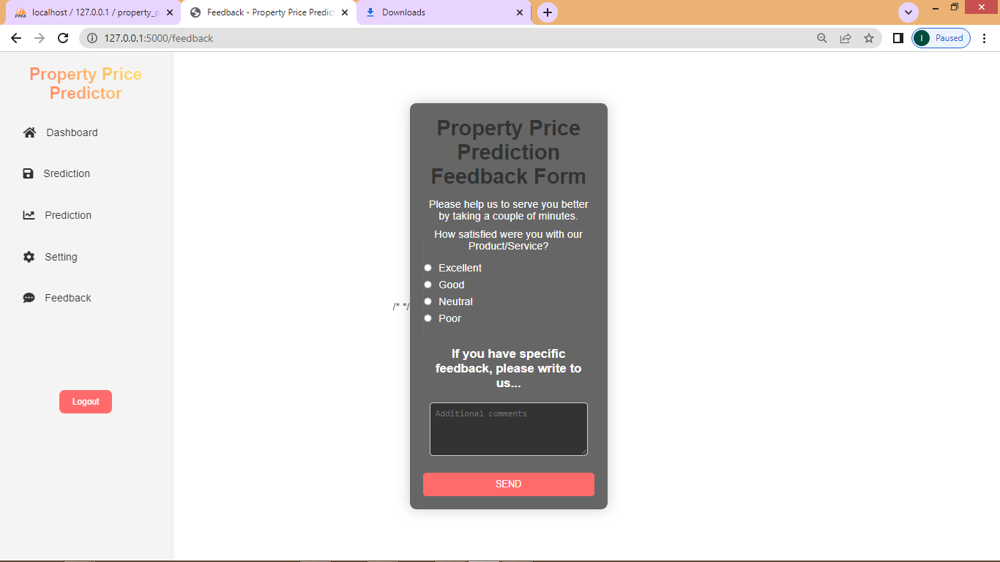 localhost / 127.0.0.1 / property_p
Feedback - Property Price Predict
Downloads
127.0.0.1:5000/feedback
I
Paused
Property Price
Predictor
Dashboard
Srediction
Prediction
Setting
Feedback
Logout
/* */
Property Price
Prediction
Feedback Form
Please help us to serve you better
by taking a couple of minutes.
How satisfied were you with our
Product/Service?
Excellent
Good
Neutral
Poor
If you have specific
feedback, please write to
us...
Additional comments
SEND